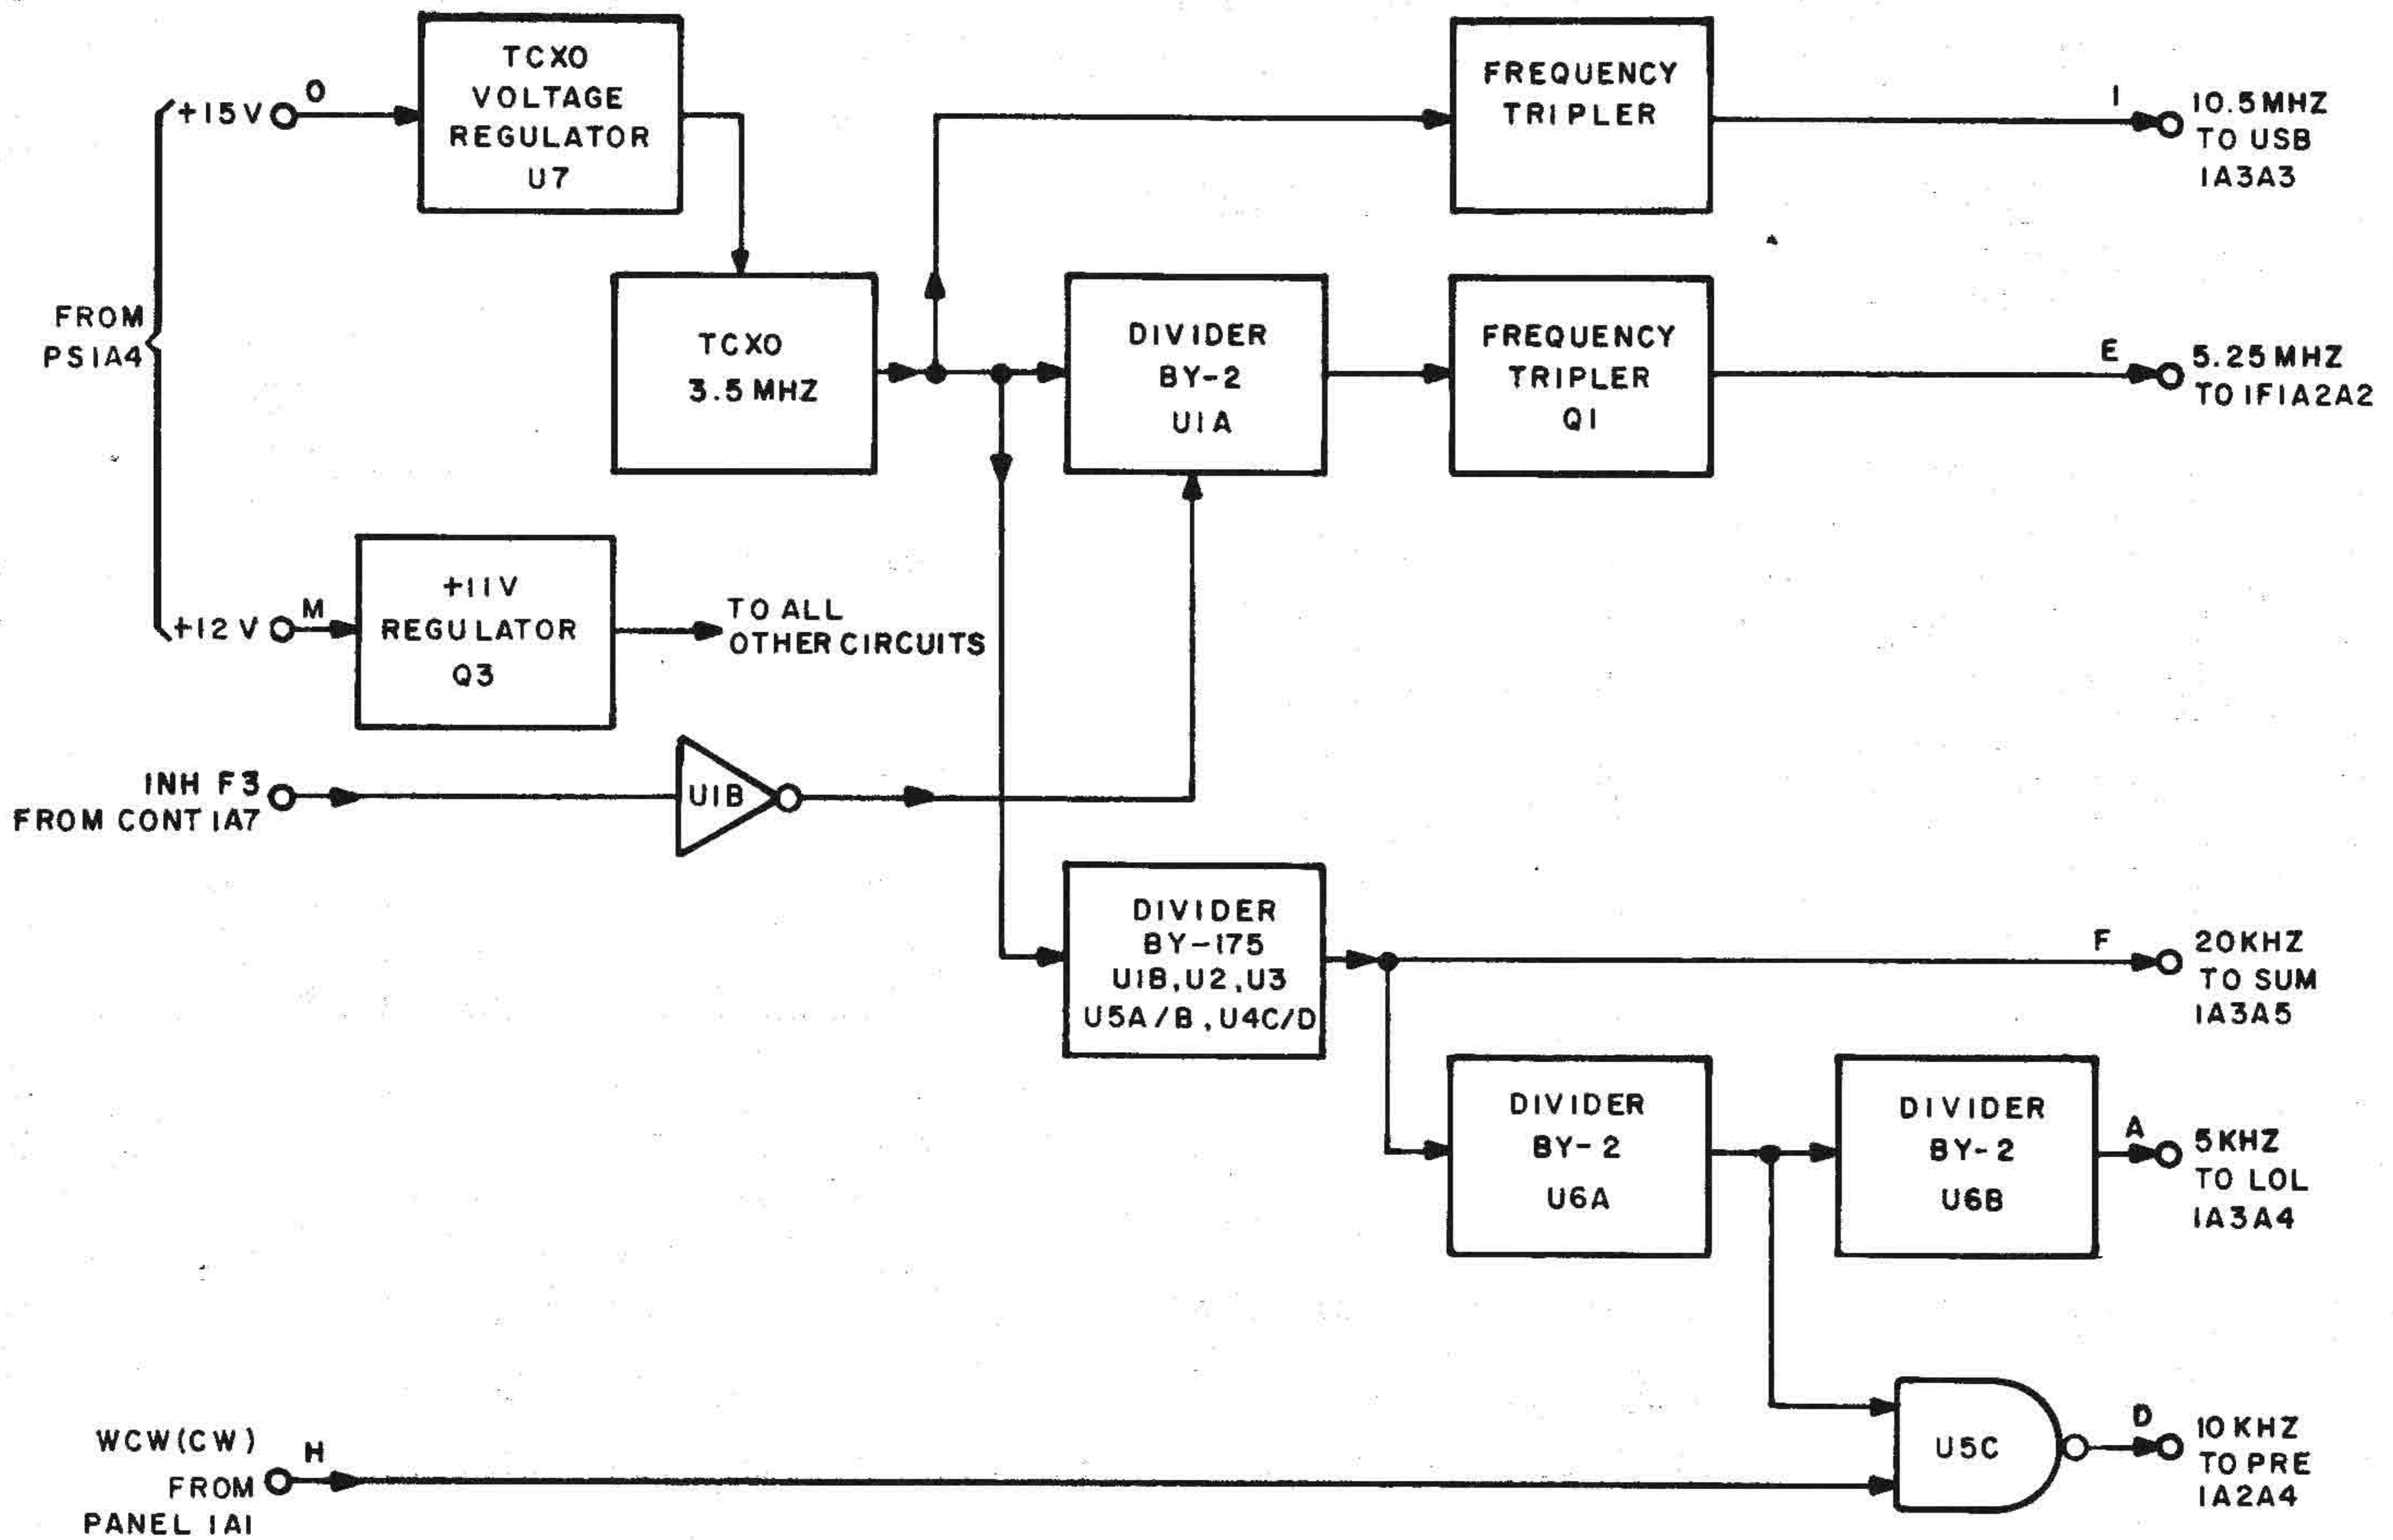 TCXO
VOLTAGE
REGULATOR
U7
FREQUENCY
TRIPLER
+15V
O
I
10.5MHZ
TO USB
1A3A3
FROM
PS1A4
TCXO
3.5 MHZ
DIVIDER
BY-2
U1A
FREQUENCY
TRIPLER
Q1
E
5.25MHZ
TO IF1A2A2
+12V
M
+11V
REGULATOR
Q3
TO ALL
OTHER CIRCUITS
INH F3
FROM CONT 1A7
U1B
DIVIDER
BY-175
U1B,U2,U3
U5A/B,U4C/D
F
20KHZ
TO SUM
1A3A5
DIVIDER
BY-2
U6A
DIVIDER
BY-2
U6B
A
5KHZ
TO LOL
1A3A4
WCW(CW)
FROM
PANEL 1A1
H
U5C
D
10KHZ
TO PRE
1A2A4